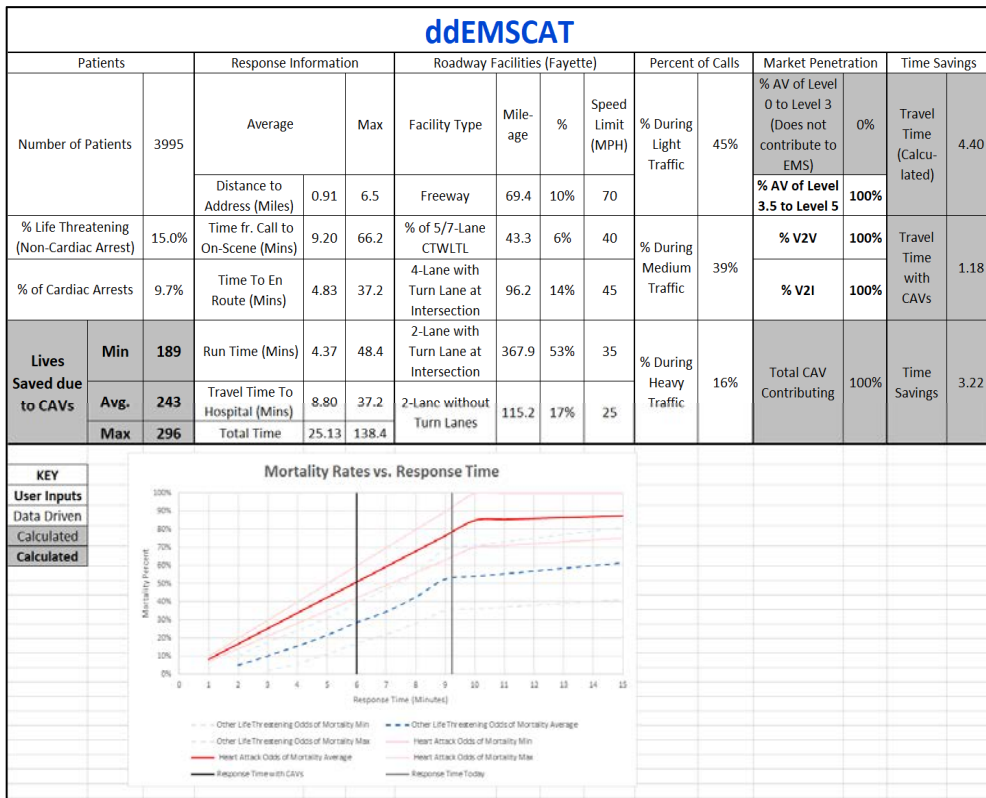 ddEMSCAT
Patients
Response Information
Roadway Facilities (Fayette)
Percent of Calls
Market Penetration
Time Savings
Number of Patients
3995
Average
Max
Facility Type
Mile-
age
%
Speed
Limit
(MPH)
% During
Light
Traffic
45%
% AV of Level
0 to Level 3
(Does not
contribute to
EMS)
0%
Travel
Time
(Calcu-
lated)
4.40
Distance to
Address (Miles)
0.91
6.5
Freeway
69.4
10%
70
% AV of Level
3.5 to Level 5
100%
% Life Threatening
(Non-Cardiac Arrest)
15.0%
Time fr. Call to
On-Scene (Mins)
9.20
66.2
% of 5/7-Lane
CTWLTL
43.3
6%
40
% During
Medium
Traffic
39%
% V2V
100%
Travel
Time
with
CAVs
1.18
% of Cardiac Arrests
9.7%
Time To En
Route (Mins)
4.83
37.2
4-Lane with
Turn Lane at
Intersection
96.2
14%
45
% V2I
100%
Lives
Saved due
to CAVs
Min
189
Run Time (Mins)
4.37
48.4
2-Lane with
Turn Lane at
Intersection
367.9
53%
35
% During
Heavy
Traffic
16%
Total CAV
Contributing
100%
Time
Savings
3.22
Avg.
243
Travel Time To
Hospital (Mins)
8.80
37.2
2-Lane without
Turn Lanes
115.2
17%
25
Max
296
Total Time
25.13
138.4
KEY
User Inputs
Data Driven
Calculated
Calculated
Mortality Rates vs. Response Time
100%
90%
80%
70%
60%
50%
40%
30%
20%
10%
0%
Mortality Percent
0 1 2 3 4 5 6 7 8 9 10 11 12 13 14 15
Response Time (Minutes)
Other Life Threatening Odds of Mortality Min
Other Life Threatening Odds of Mortality Average
Other Life Threatening Odds of Mortality Max
Heart Attack Odds of Mortality Min
Heart Attack Odds of Mortality Average
Heart Attack Odds of Mortality Max
Response Time with CAVs
Response Time Today